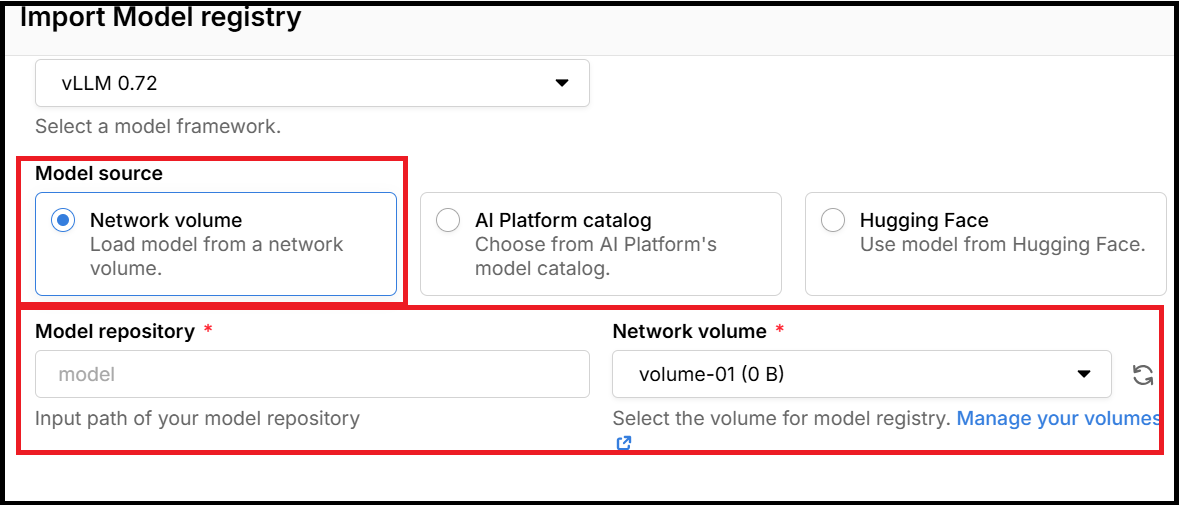 Import Model registry
vLLM 0.72
Select a model framework.
Model source
Network volume
Load model from a network
volume.
AI Platform catalog
Choose from AI Platform's
model catalog.
Hugging Face
Use model from Hugging Face.
Model repository *
model
Input path of your model repository
Network volume *
volume-01 (0 B)
Select the volume for model registry. Manage your volumes